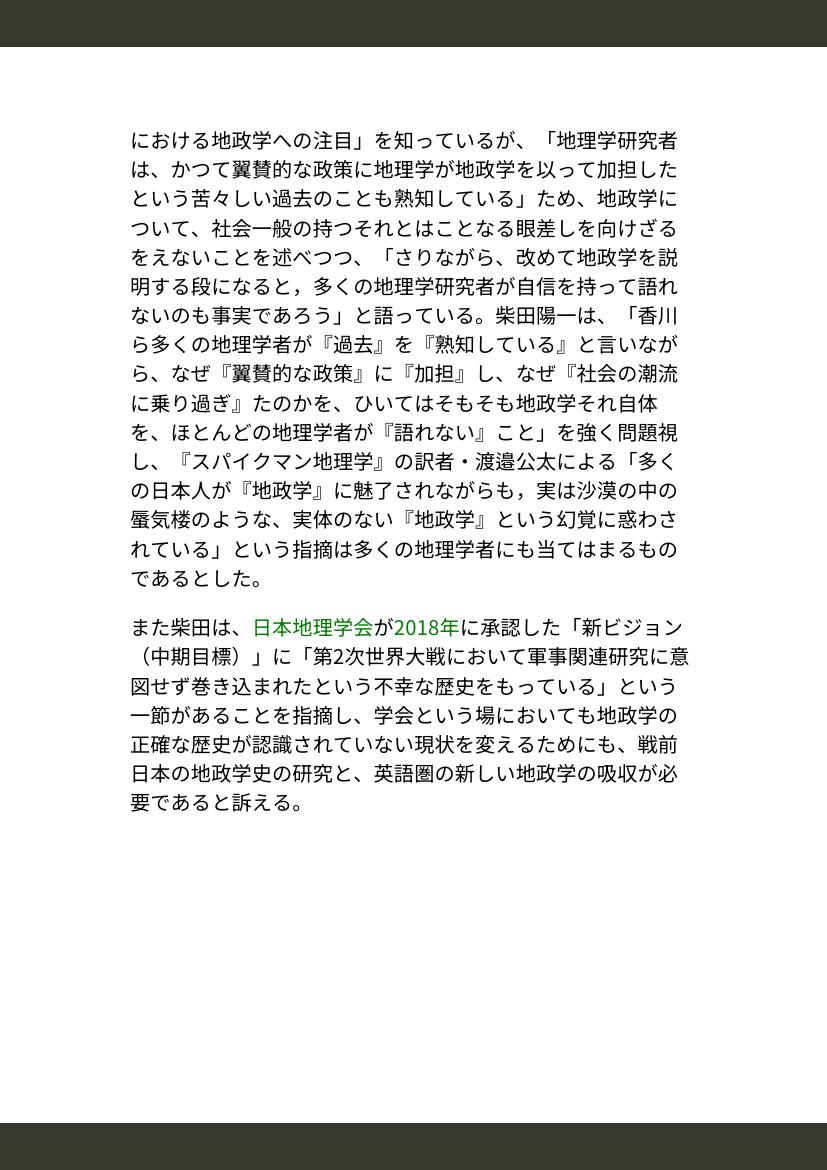 における地政学への注目」を知っているが、「地理学研究者
は、かつて翼賛的な政策に地理学が地政学を以って加担した
という苦々しい過去のことも熟知している」ため、地政学に
ついて、社会一般の持つそれとはことなる眼差しを向けざる
をえないことを述べつつ、「さりながら、改めて地政学を説
明する段になると，多くの地理学研究者が自信を持って語れ
ないのも事実であろう」と語っている。柴田陽一は、「香川
ら多くの地理学者が『過去』を『熟知している』と言いなが
ら、なぜ『翼賛的な政策』に『加担』し、なぜ『社会の潮流
に乗り過ぎ』たのかを、ひいてはそもそも地政学それ自体
を、ほとんどの地理学者が『語れない』こと」を強く問題視
し、『スパイクマン地理学』の訳者・渡邉公太による「多く
の日本人が『地政学』に魅了されながらも，実は沙漠の中の
蜃気楼のような、実体のない『地政学』という幻覚に惑わさ
れている」という指摘は多くの地理学者にも当てはまるもの
であるとした。
また柴田は、日本地理学会が2018年に承認した「新ビジョン
（中期目標）」に「第2次世界大戦において軍事関連研究に意
図せず巻き込まれたという不幸な歴史をもっている」という
一節があることを指摘し、学会という場においても地政学の
正確な歴史が認識されていない現状を変えるためにも、戦前
日本の地政学史の研究と、英語圏の新しい地政学の吸収が必
要であると訴える。